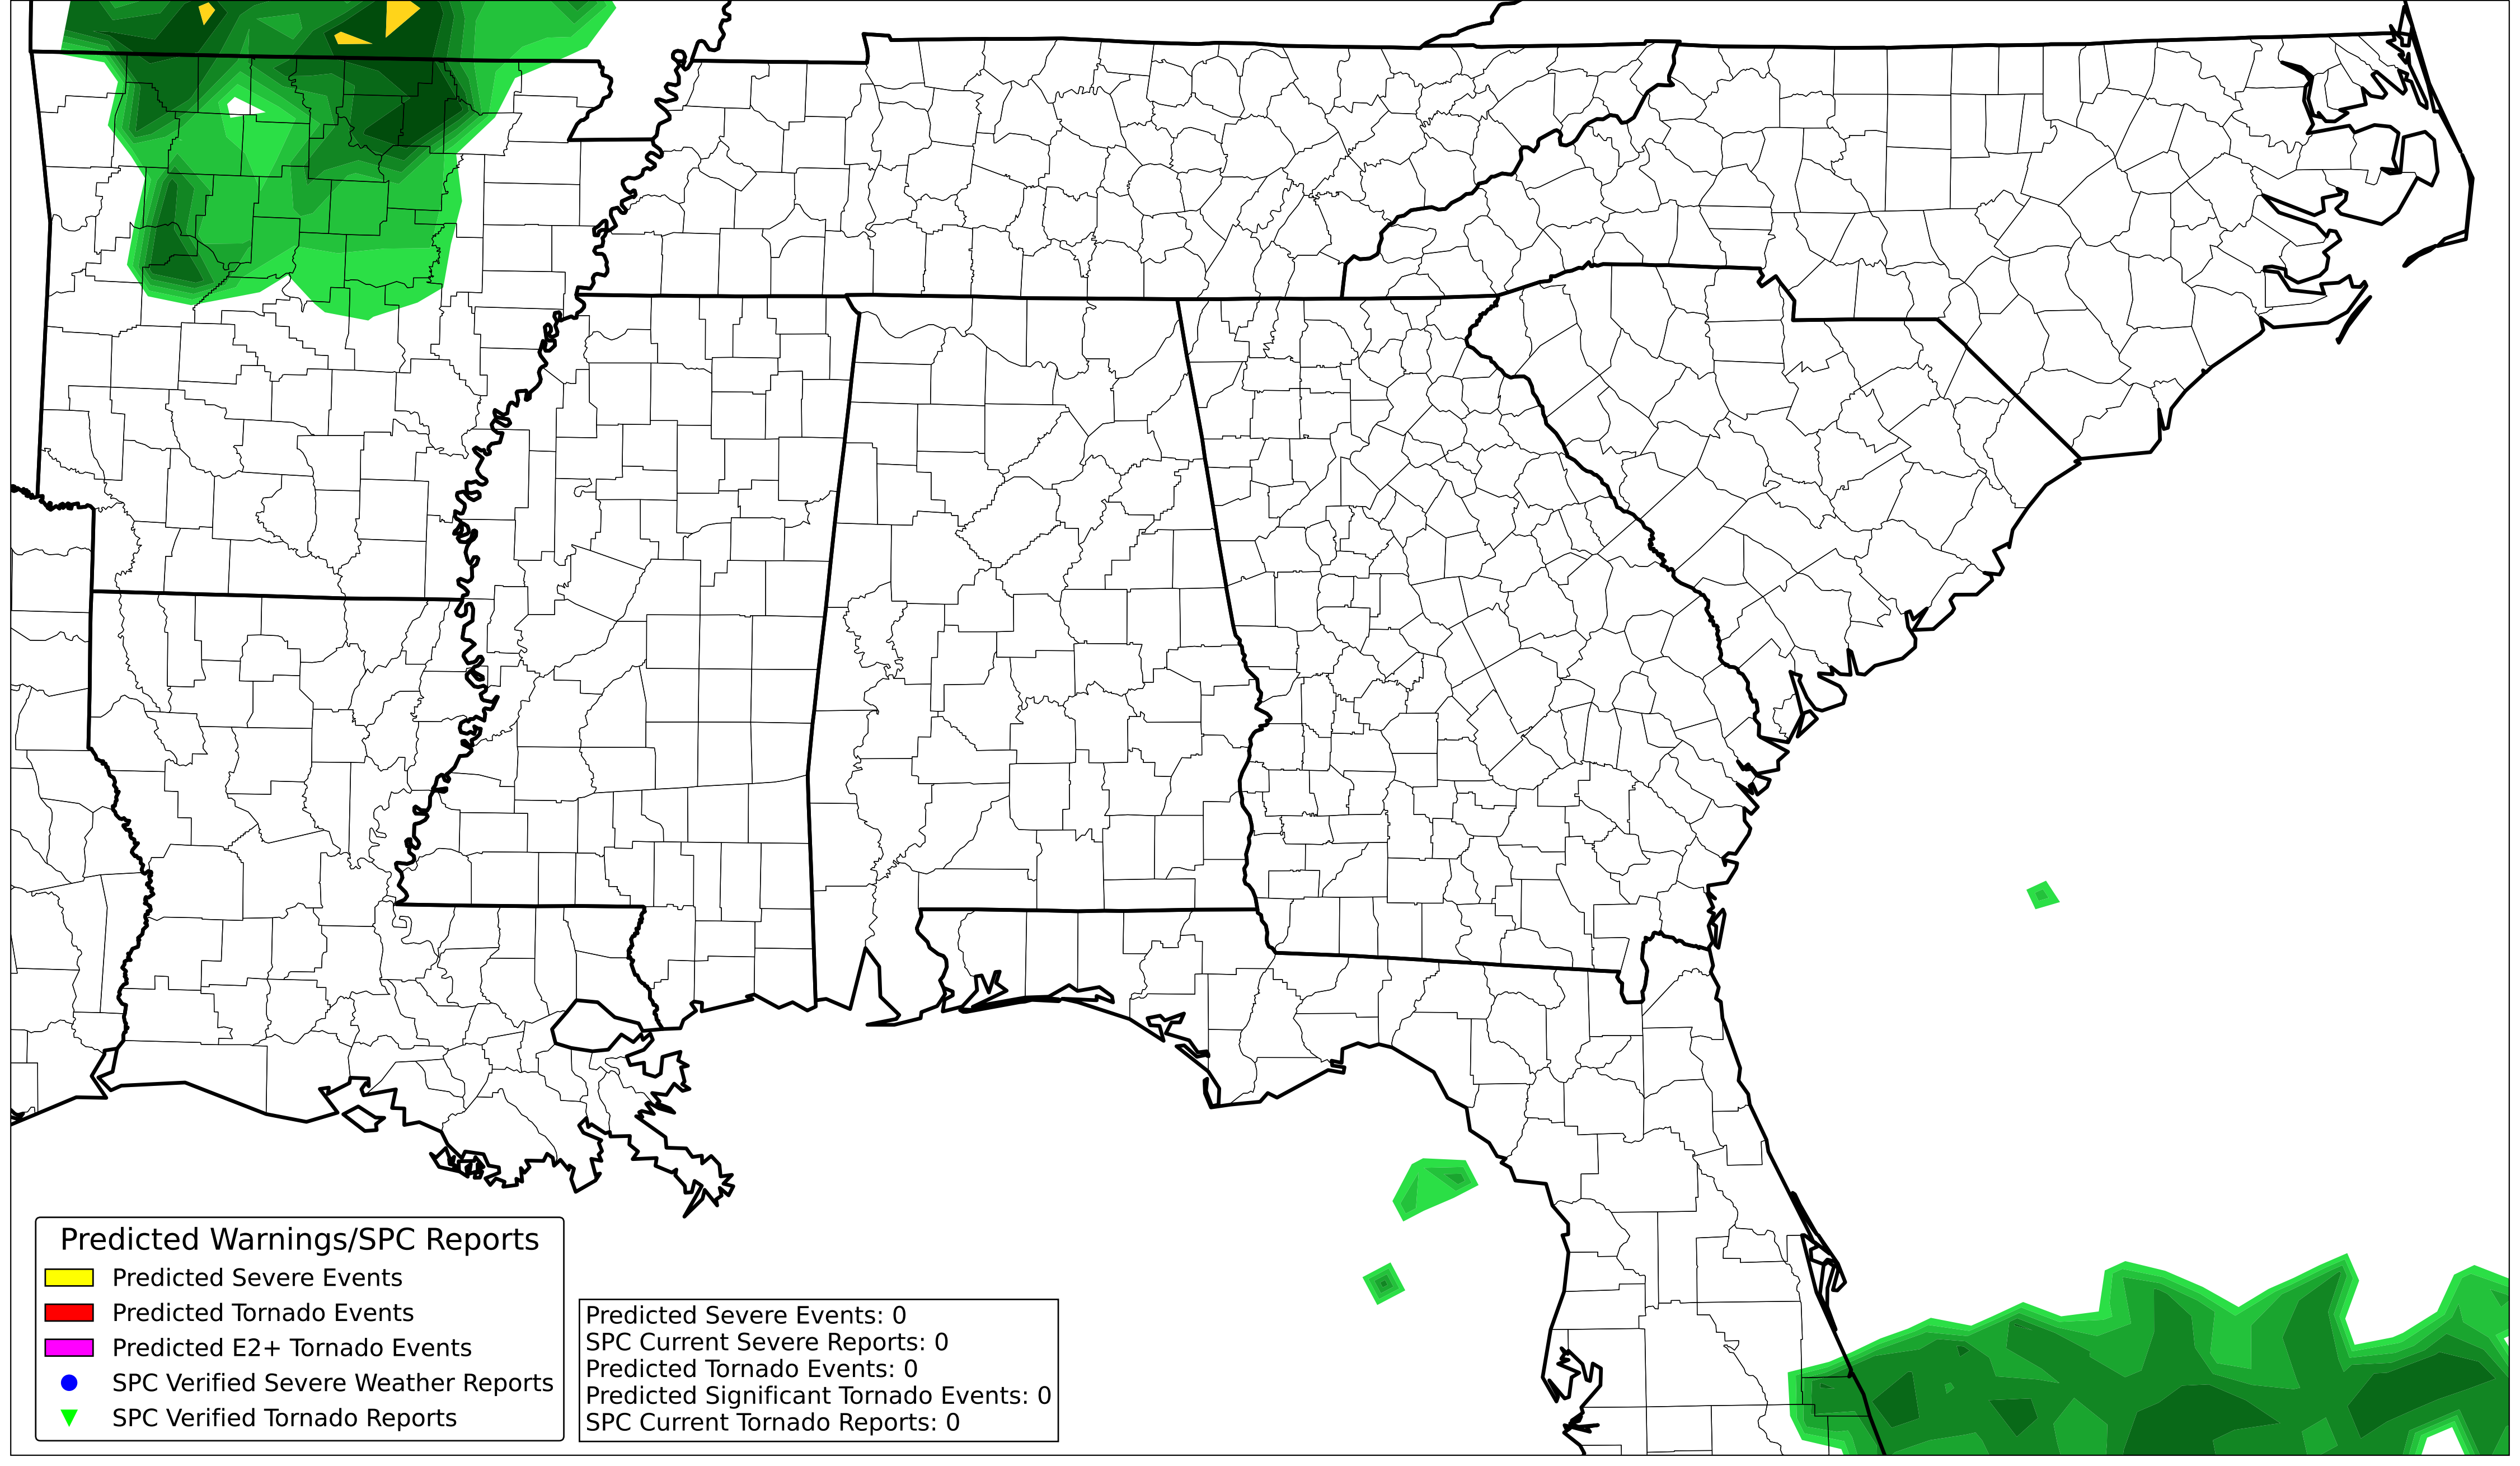 Predicted Warnings/SPC Reports
Predicted Severe Events
Predicted Tornado Events
Predicted E2+ Tornado Events
SPC Verified Severe Weather Reports
SPC Verified Tornado Reports
Predicted Severe Events: 0
SPC Current Severe Reports: 0
Predicted Tornado Events: 0
Predicted Significant Tornado Events: 0
SPC Current Tornado Reports: 0